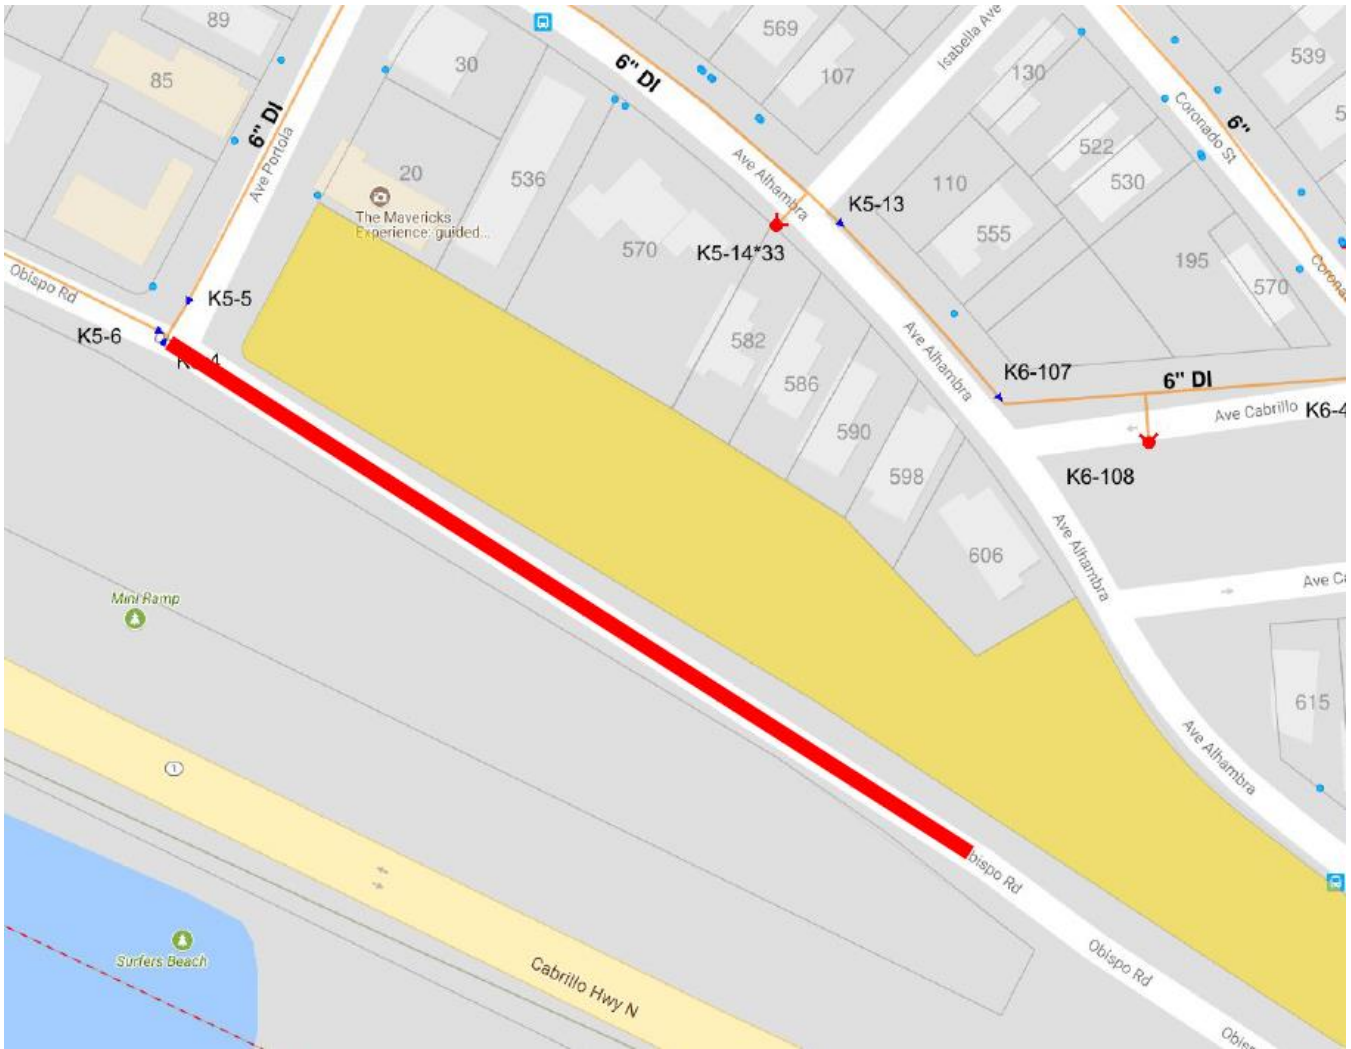 89
569
Isabella Ave
30
6" DI
539
107
130
85
6" DI
Coronado St
6"
522
Ave Portola
20
536
Ave Alhambra
530
110
The Mavericks
Experience: guided...
K5-13
555
570
K5-14*33
195
570
Obispo Rd
K5-5
K5-6
582
Ave Alhambra
586
K6-107
6" DI
Ave Cabrillo
K6-4
590
598
K6-108
606
Ave Alhambra
Mini Ramp
615
Ave Alhambra
1
Obispo Rd
Surfers Beach
Cabrillo Hwy N
Obispo Rd